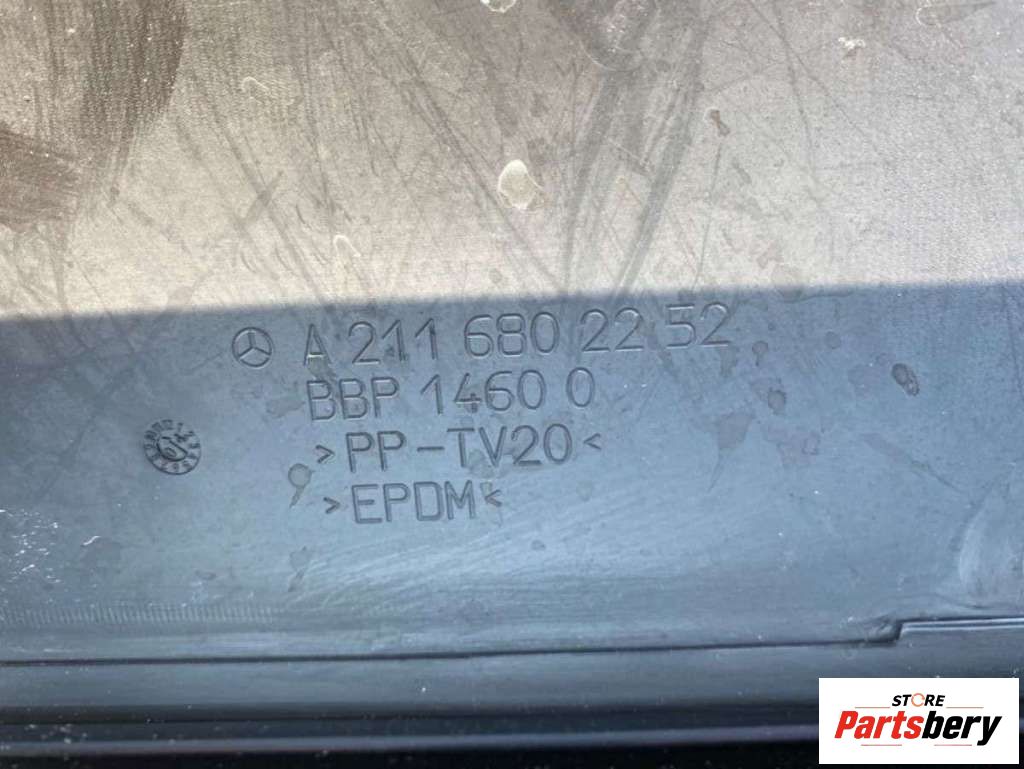 A 211 680 22 52
BBP 1460 0
>PP-TV20<
>EPDM<
STORE
Partsbery